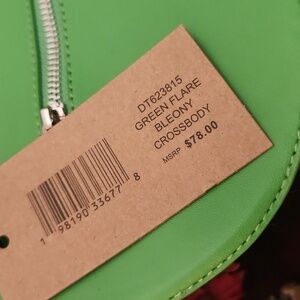 DT623815
GREEN FLARE
BLEONY
CROSSBODY
MSRP $78.00
1 98190 33677 8